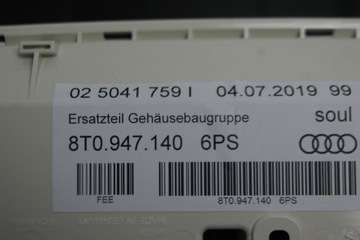 02 5041 759 I 04.07.2019 99
Ersatzteil Gehäusebaugruppe soul
8T0.947.140 6PS
FEE 8T0.947.140 6PS